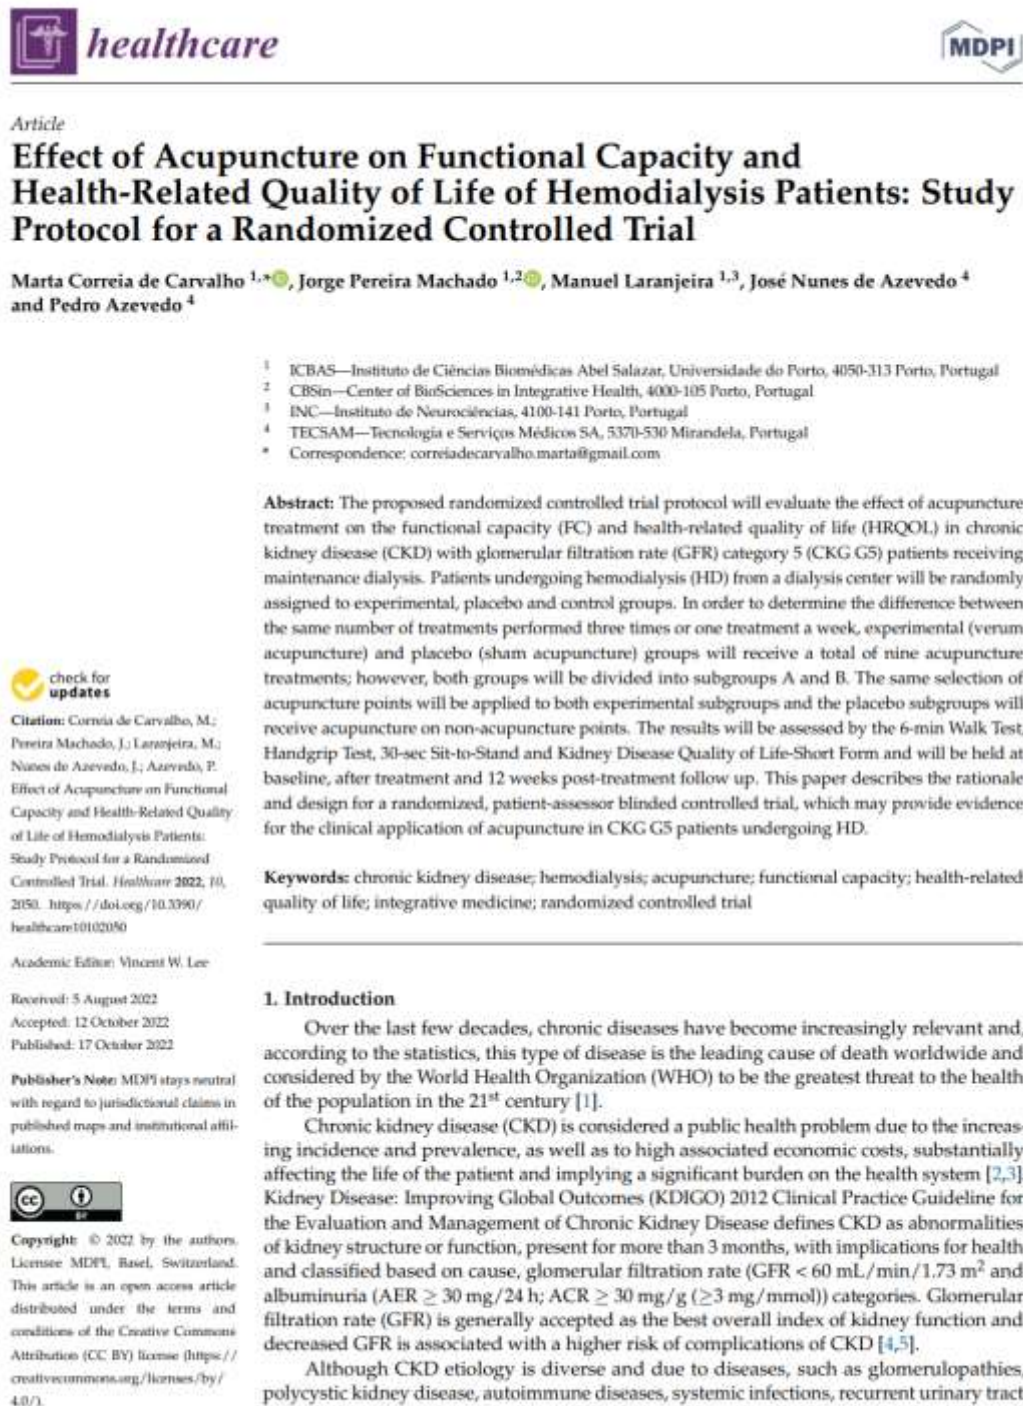 healthcare
MDPI
Article
Effect of Acupuncture on Functional Capacity and
Health-Related Quality of Life of Hemodialysis Patients: Study
Protocol for a Randomized Controlled Trial
Marta Correia de Carvalho 1,*, Jorge Pereira Machado 1,2, Manuel Laranjeira 1,3, José Nunes de Azevedo 4
and Pedro Azevedo 4
1 ICBAS—Instituto de Ciências Biomédicas Abel Salazar, Universidade do Porto, 4050-313 Porto, Portugal
2 CBSin—Center of BioSciences in Integrative Health, 4000-105 Porto, Portugal
3 INC—Instituto de Neurociências, 4100-141 Porto, Portugal
4 TECSAM—Tecnologia e Serviços Médicos SA, 5370-530 Mirandela, Portugal
* Correspondence: correiadecarvalho.marta@gmail.com
Abstract: The proposed randomized controlled trial protocol will evaluate the effect of acupuncture
treatment on the functional capacity (FC) and health-related quality of life (HRQOL) in chronic
kidney disease (CKD) with glomerular filtration rate (GFR) category 5 (CKG G5) patients receiving
maintenance dialysis. Patients undergoing hemodialysis (HD) from a dialysis center will be randomly
assigned to experimental, placebo and control groups. In order to determine the difference between
the same number of treatments performed three times or one treatment a week, experimental (verum
acupuncture) and placebo (sham acupuncture) groups will receive a total of nine acupuncture
treatments; however, both groups will be divided into subgroups A and B. The same selection of
acupuncture points will be applied to both experimental subgroups and the placebo subgroups will
receive acupuncture on non-acupuncture points. The results will be assessed by the 6-min Walk Test
Handgrip Test, 30-sec Sit-to-Stand and Kidney Disease Quality of Life-Short Form and will be held at
baseline, after treatment and 12 weeks post-treatment follow up. This paper describes the rationale
and design for a randomized, patient-assessor blinded controlled trial, which may provide evidence
for the clinical application of acupuncture in CKG G5 patients undergoing HD.
Keywords: chronic kidney disease; hemodialysis; acupuncture; functional capacity; health-related
quality of life; integrative medicine; randomized controlled trial
check for
updates
Citation: Correia de Carvalho, M.;
Pereira Machado, J.; Laranjeira, M.;
Nunes de Azevedo, J.; Azevedo, P.
Effect of Acupuncture on Functional
Capacity and Health-Related Quality
of Life of Hemodialysis Patients:
Study Protocol for a Randomized
Controlled Trial. Healthcare 2022, 10,
2050. https://doi.org/10.3390/
healthcare10102050
Academic Editor: Vincent W. Lee
Received: 5 August 2022
Accepted: 12 October 2022
Published: 17 October 2022
Publisher's Note: MDPI stays neutral
with regard to jurisdictional claims in
published maps and institutional affil-
iations.
cc
BY
Copyright: © 2022 by the authors.
Licensee MDPI, Basel, Switzerland.
This article is an open access article
distributed under the terms and
conditions of the Creative Commons
Attribution (CC BY) license (https://
creativecommons.org/licenses/by/
4.0/).
1. Introduction
Over the last few decades, chronic diseases have become increasingly relevant and,
according to the statistics, this type of disease is the leading cause of death worldwide and
considered by the World Health Organization (WHO) to be the greatest threat to the health
of the population in the 21st century [1].
Chronic kidney disease (CKD) is considered a public health problem due to the increas-
ing incidence and prevalence, as well as to high associated economic costs, substantially
affecting the life of the patient and implying a significant burden on the health system [2,3]
Kidney Disease: Improving Global Outcomes (KDIGO) 2012 Clinical Practice Guideline for
the Evaluation and Management of Chronic Kidney Disease defines CKD as abnormalities
of kidney structure or function, present for more than 3 months, with implications for health
and classified based on cause, glomerular filtration rate (GFR < 60 mL/min/1.73 m² and
albuminuria (AER ≥ 30 mg/24 h; ACR ≥ 30 mg/g (≥3 mg/mmol)) categories. Glomerular
filtration rate (GFR) is generally accepted as the best overall index of kidney function and
decreased GFR is associated with a higher risk of complications of CKD [4,5].
Although CKD etiology is diverse and due to diseases, such as glomerulopathies,
polycystic kidney disease, autoimmune diseases, systemic infections, recurrent urinary tract